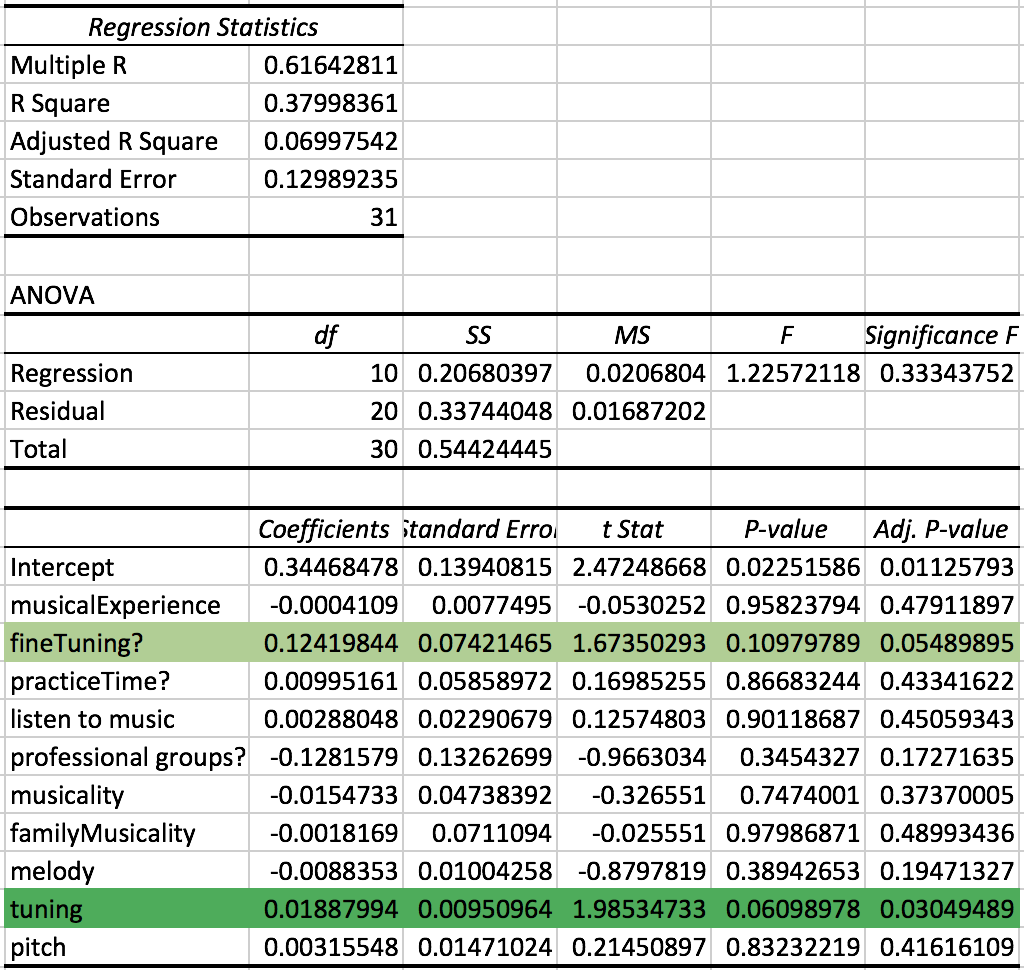 Regression Statistics
Multiple R 0.61642811
R Square 0.37998361
Adjusted R Square 0.06997542
Standard Error 0.12989235
Observations 31
ANOVA
df SS MS F Significance F
Regression 10 0.20680397 0.0206804 1.22572118 0.33343752
Residual 20 0.33744048 0.01687202
Total 30 0.54424445
Coefficients Standard Error t Stat P-value Adj. P-value
Intercept 0.34468478 0.13940815 2.47248668 0.02251586 0.01125793
musicalExperience -0.0004109 0.0077495 -0.0530252 0.95823794 0.47911897
fineTuning? 0.12419844 0.07421465 1.67350293 0.10979789 0.05489895
practiceTime? 0.00995161 0.05858972 0.16985255 0.86683244 0.43341622
listen to music 0.00288048 0.02290679 0.12574803 0.90118687 0.45059343
professional groups? -0.1281579 0.13262699 -0.9663034 0.3454327 0.17271635
musicality -0.0154733 0.04738392 -0.326551 0.7474001 0.37370005
familyMusicality -0.0018169 0.0711094 -0.025551 0.97986871 0.48993436
melody -0.0088353 0.01004258 -0.8797819 0.38942653 0.19471327
tuning 0.01887994 0.00950964 1.98534733 0.06098978 0.03049489
pitch 0.00315548 0.01471024 0.21450897 0.83232219 0.41616109